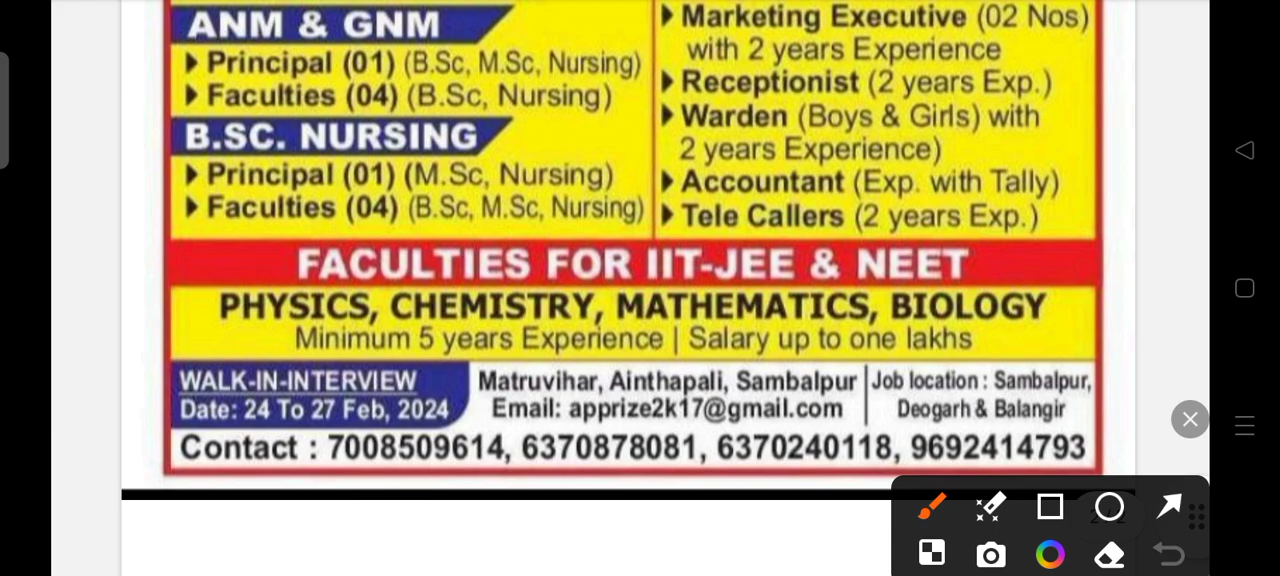 ANM & GNM
Principal (01) (B.Sc, M.Sc, Nursing)
Faculties (04) (B.Sc, Nursing)
B.SC. NURSING
Principal (01) (M.Sc, Nursing)
Faculties (04) (B.Sc, M.Sc, Nursing)
Marketing Executive (02 Nos)
with 2 years Experience
Receptionist (2 years Exp.)
Warden (Boys & Girls) with
2 years Experience)
Accountant (Exp. with Tally)
Tele Callers (2 years Exp.)
FACULTIES FOR IIT-JEE & NEET
PHYSICS, CHEMISTRY, MATHEMATICS, BIOLOGY
Minimum 5 years Experience | Salary up to one lakhs
WALK-IN-INTERVIEW
Date: 24 To 27 Feb, 2024
Matruvihar, Ainthapali, Sambalpur
Email: apprize2k17@gmail.com
Job location : Sambalpur,
Deogarh & Balangir
Contact : 7008509614, 6370878081, 6370240118, 9692414793